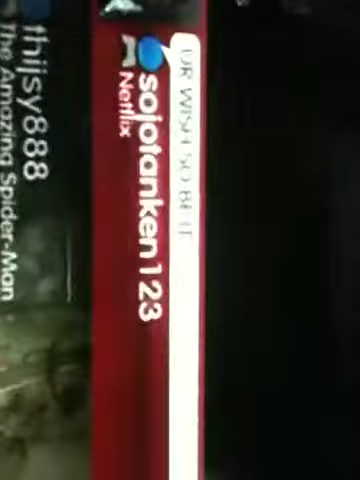 UR WISH SO BE IT
sojotanken123
Netflix
thijsy888
The Amazing Spider-Man